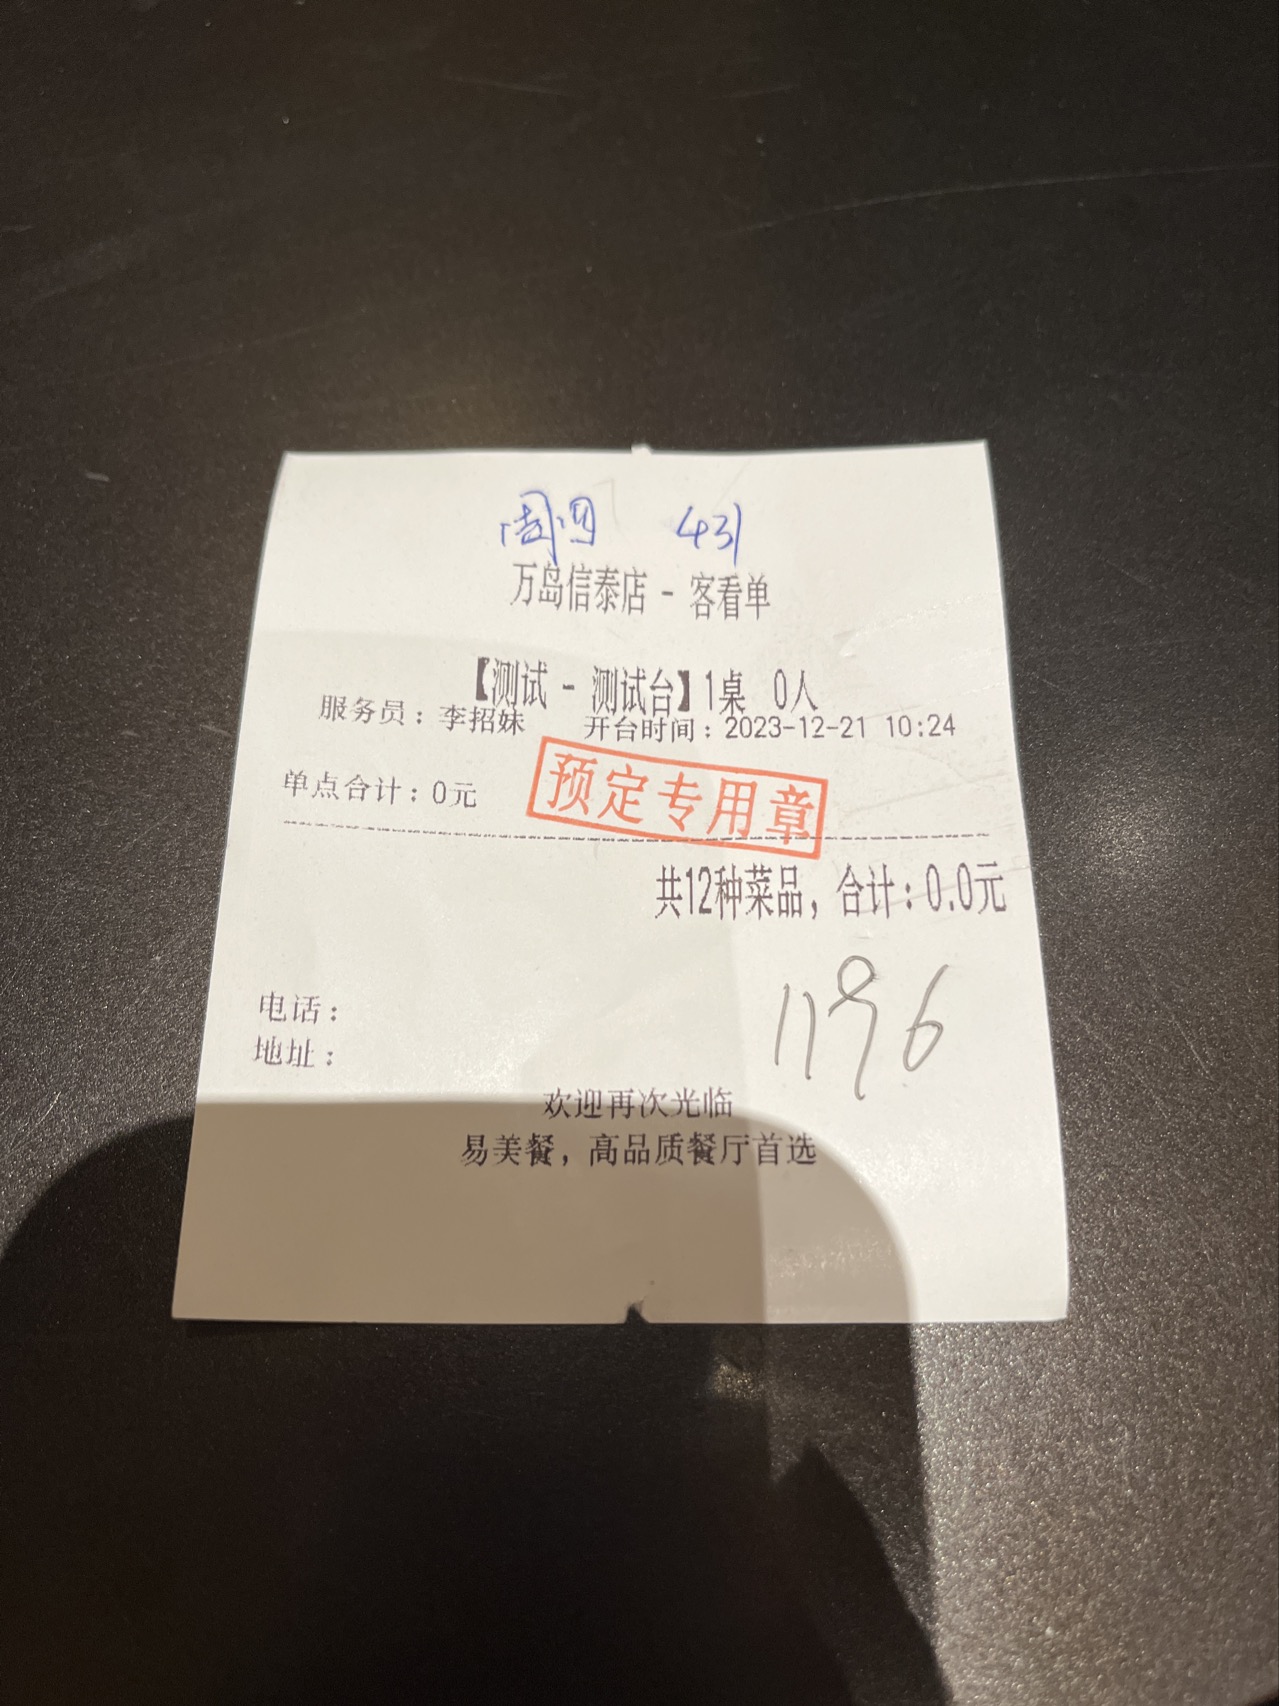 周四 431
万岛信泰店 - 客看单
【测试 - 测试台】1桌 0人
服务员：李招妹 开台时间：2023-12-21 10:24
预定专用章
单点合计：0元
共12种菜品，合计：0.0元
1196
电话：
地址：
欢迎再次光临
易美餐，高品质餐厅首选